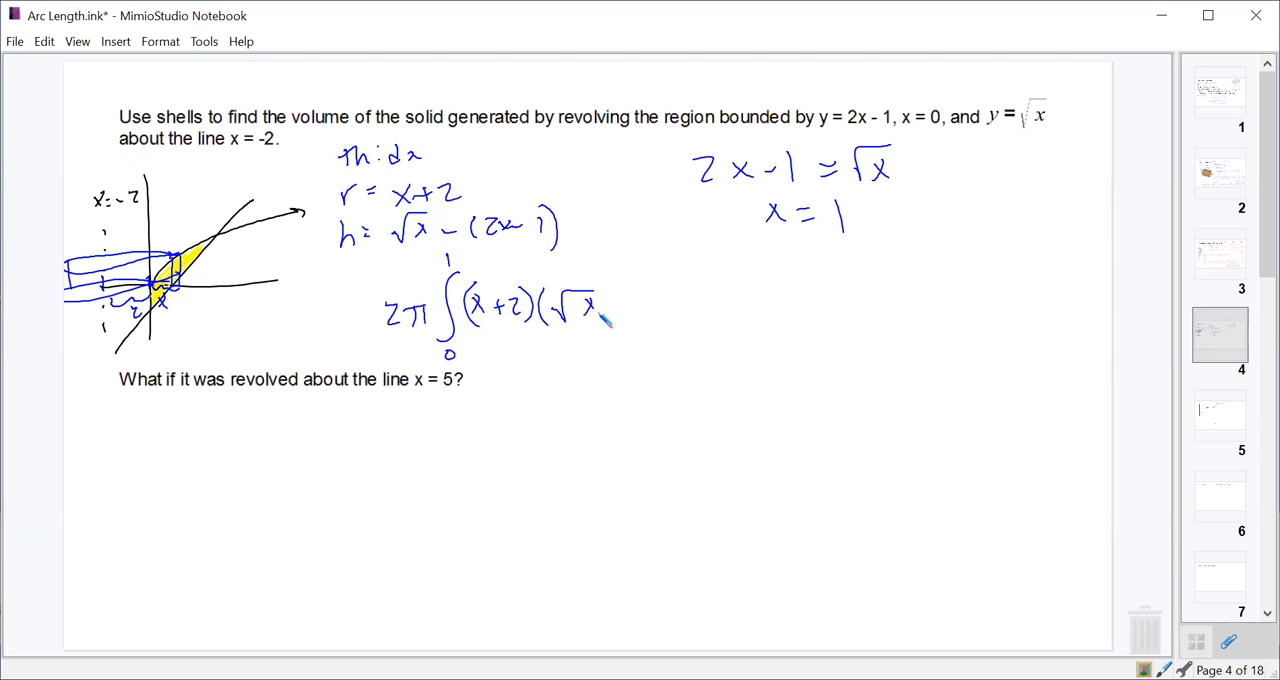 Arc Length.ink* - MimioStudio Notebook
File Edit View Insert Format Tools Help
Use shells to find the volume of the solid generated by revolving the region bounded by y = 2x - 1, x = 0, and y = √x
about the line x = -2.
th: dx
r = x+2
h = √x - (2x - 1)
2x - 1 = √x
x = 1
x = -2
2 x
2π ∫₀¹ (x+2)(√x
What if it was revolved about the line x = 5?
1
2
3
4
5
6
7
Page 4 of 18